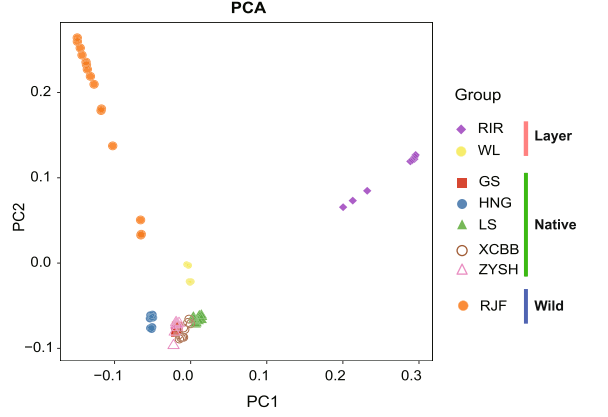 PCA
0.2
0.1
0.0
−0.1
PC2
−0.1
0.0
0.1
0.2
0.3
PC1
Group
RIR
WL
Layer
GS
HNG
LS
XCBB
ZYSH
Native
RJF
Wild